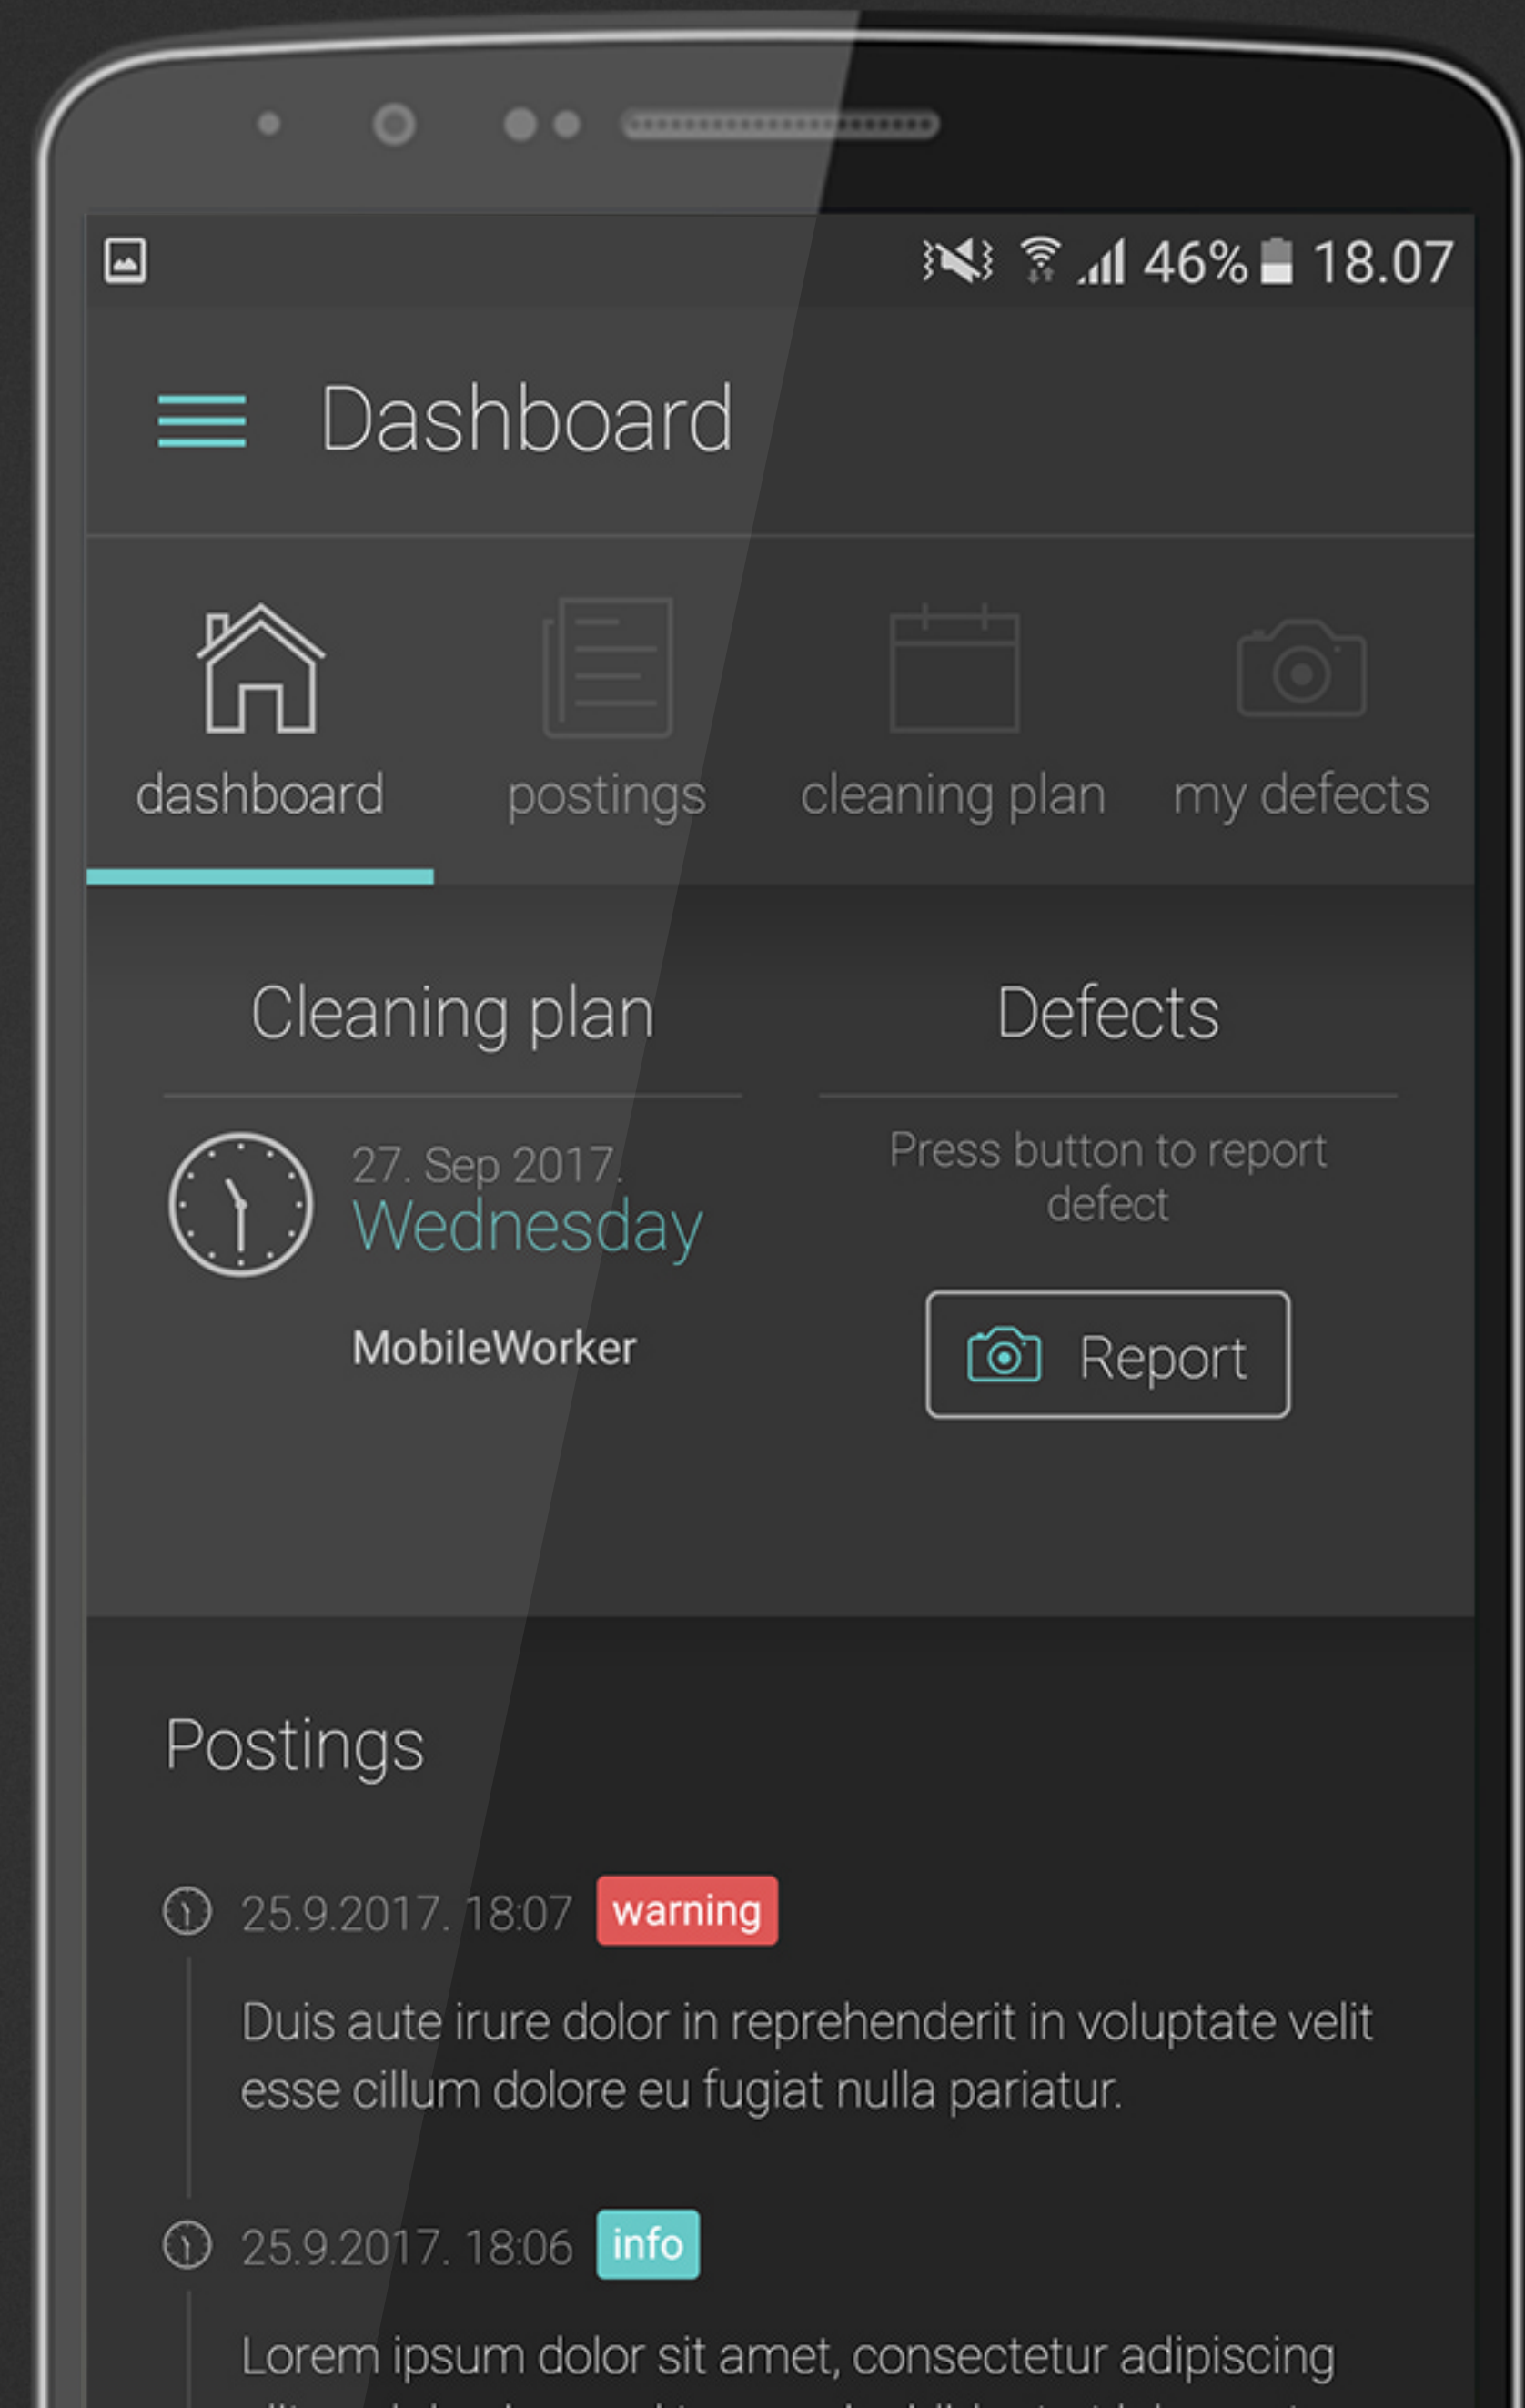 46% 18.07
Dashboard
dashboard
postings
cleaning plan
my defects
Cleaning plan
27. Sep 2017.
Wednesday
MobileWorker
Defects
Press button to report
defect
Report
Postings
25.9.2017. 18:07 warning
Duis aute irure dolor in reprehenderit in voluptate velit
esse cillum dolore eu fugiat nulla pariatur.
25.9.2017. 18:06 info
Lorem ipsum dolor sit amet, consectetur adipiscing